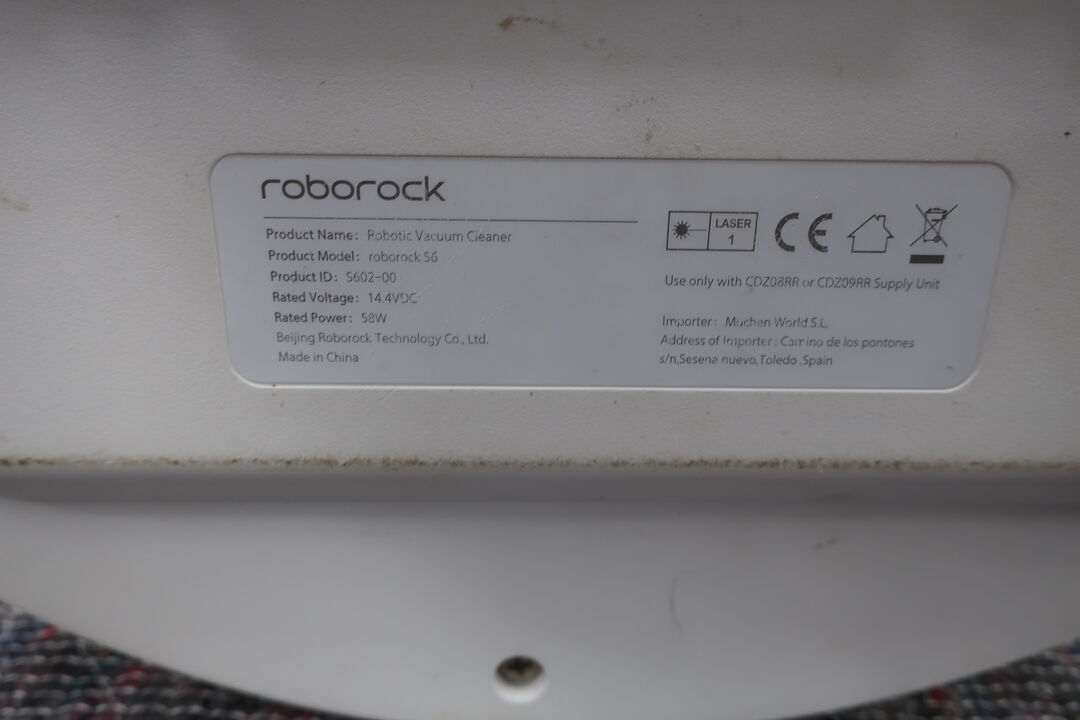 roborock
Product Name: Robotic Vacuum Cleaner
Product Model: roborock S6
Product ID: S602-00
Rated Voltage: 14.4VDC
Rated Power: 58W
Beijing Roborock Technology Co., Ltd.
Made in China
LASER
1
CE
Use only with CDZ08RR or CDZ09RR Supply Unit
Importer: Muchen World S.L.
Address of Importer: Camino de los pontones
s/n,Sesena nuevo,Toledo ,Spain